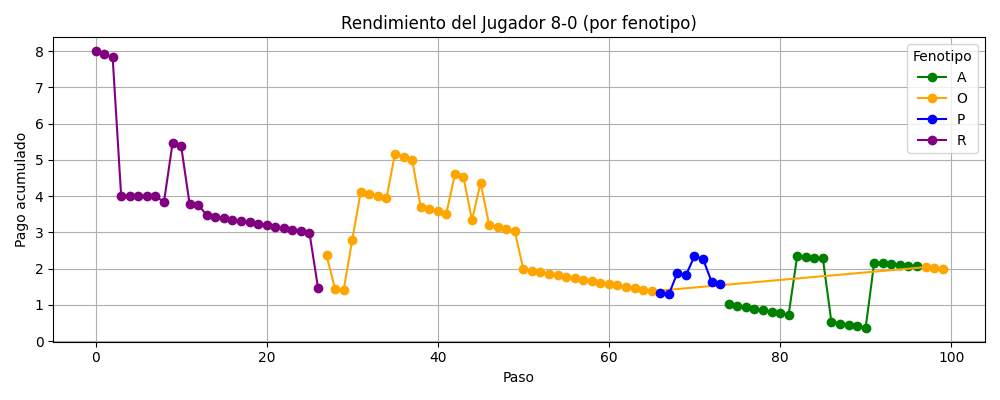 Rendimiento del Jugador 8-0 (por fenotipo)
Pago acumulado
8
7
6
5
4
3
2
1
0
0 20 40 60 80 100
Paso
Fenotipo
A
O
P
R